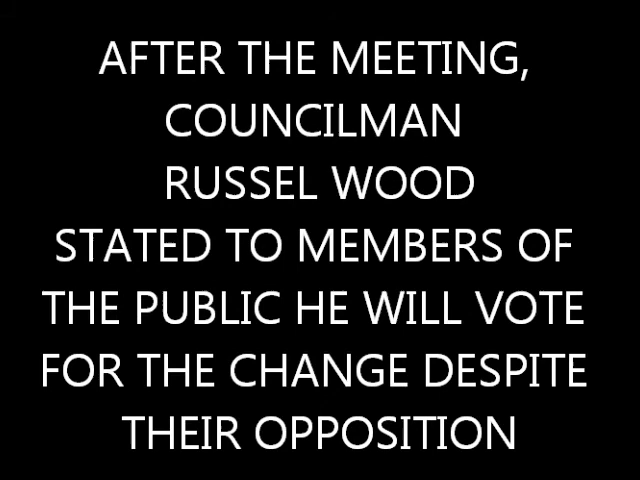 AFTER THE MEETING,
COUNCILMAN
RUSSEL WOOD
STATED TO MEMBERS OF
THE PUBLIC HE WILL VOTE
FOR THE CHANGE DESPITE
THEIR OPPOSITION